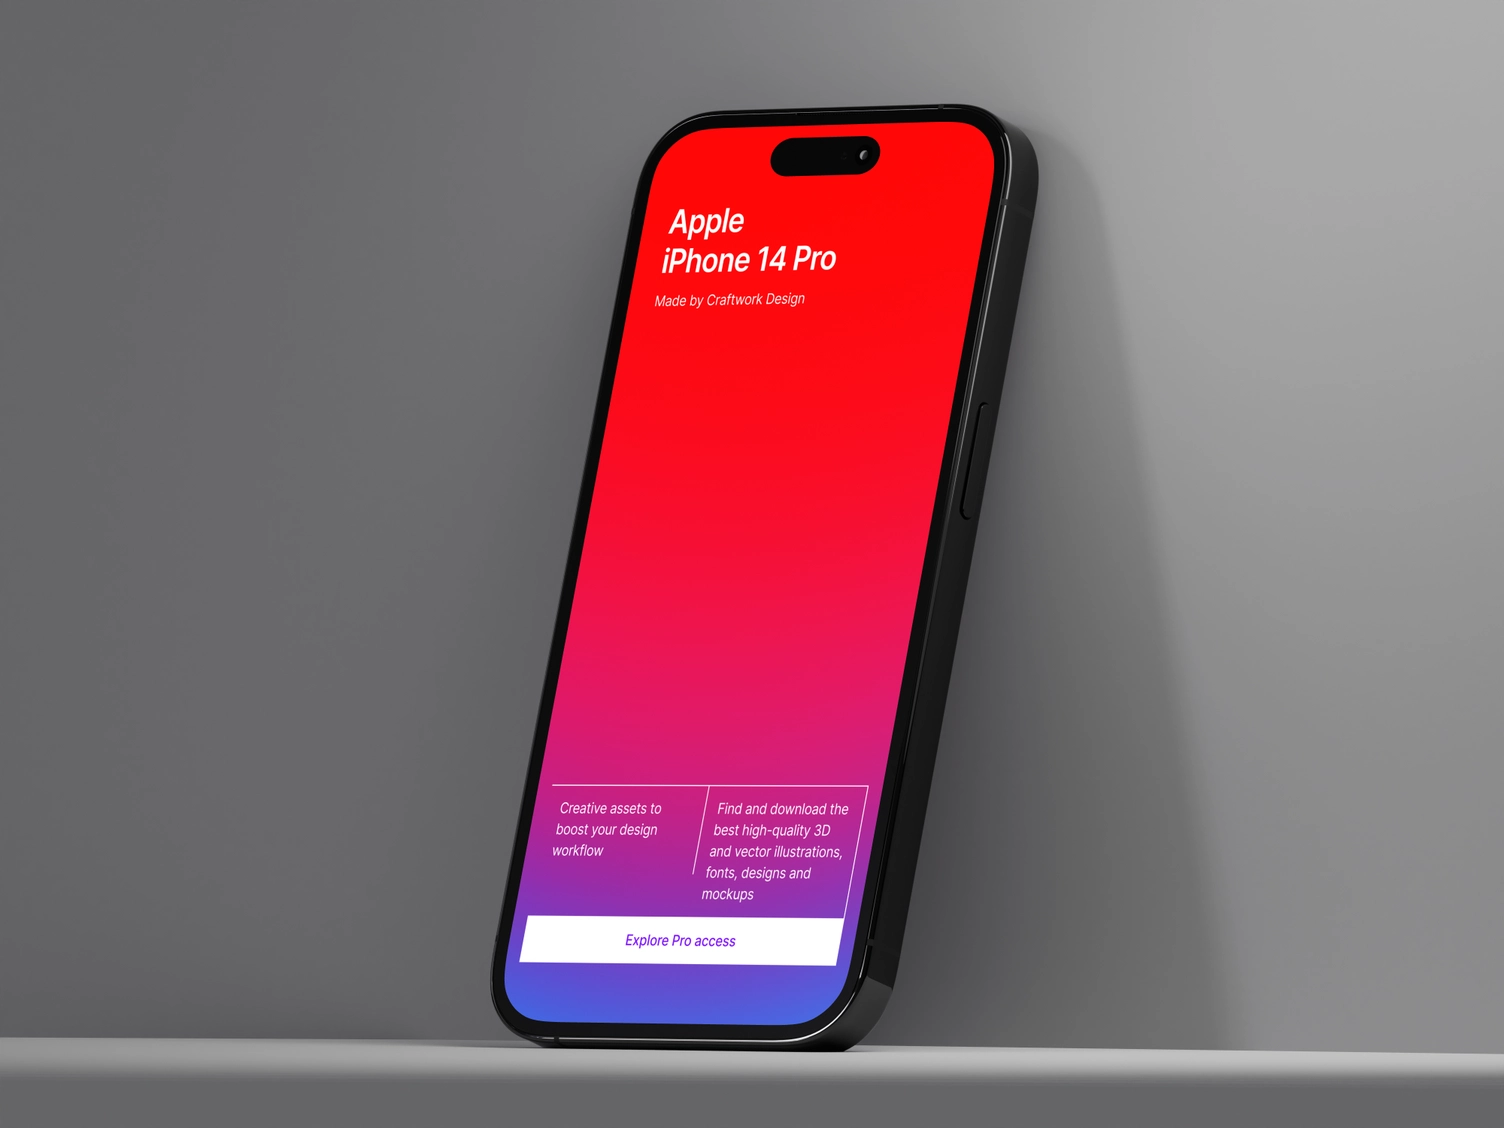 Apple
iPhone 14 Pro
Made by Craftwork Design
Creative assets to
boost your design
workflow
Find and download the
best high-quality 3D
and vector illustrations,
fonts, designs and
mockups
Explore Pro access